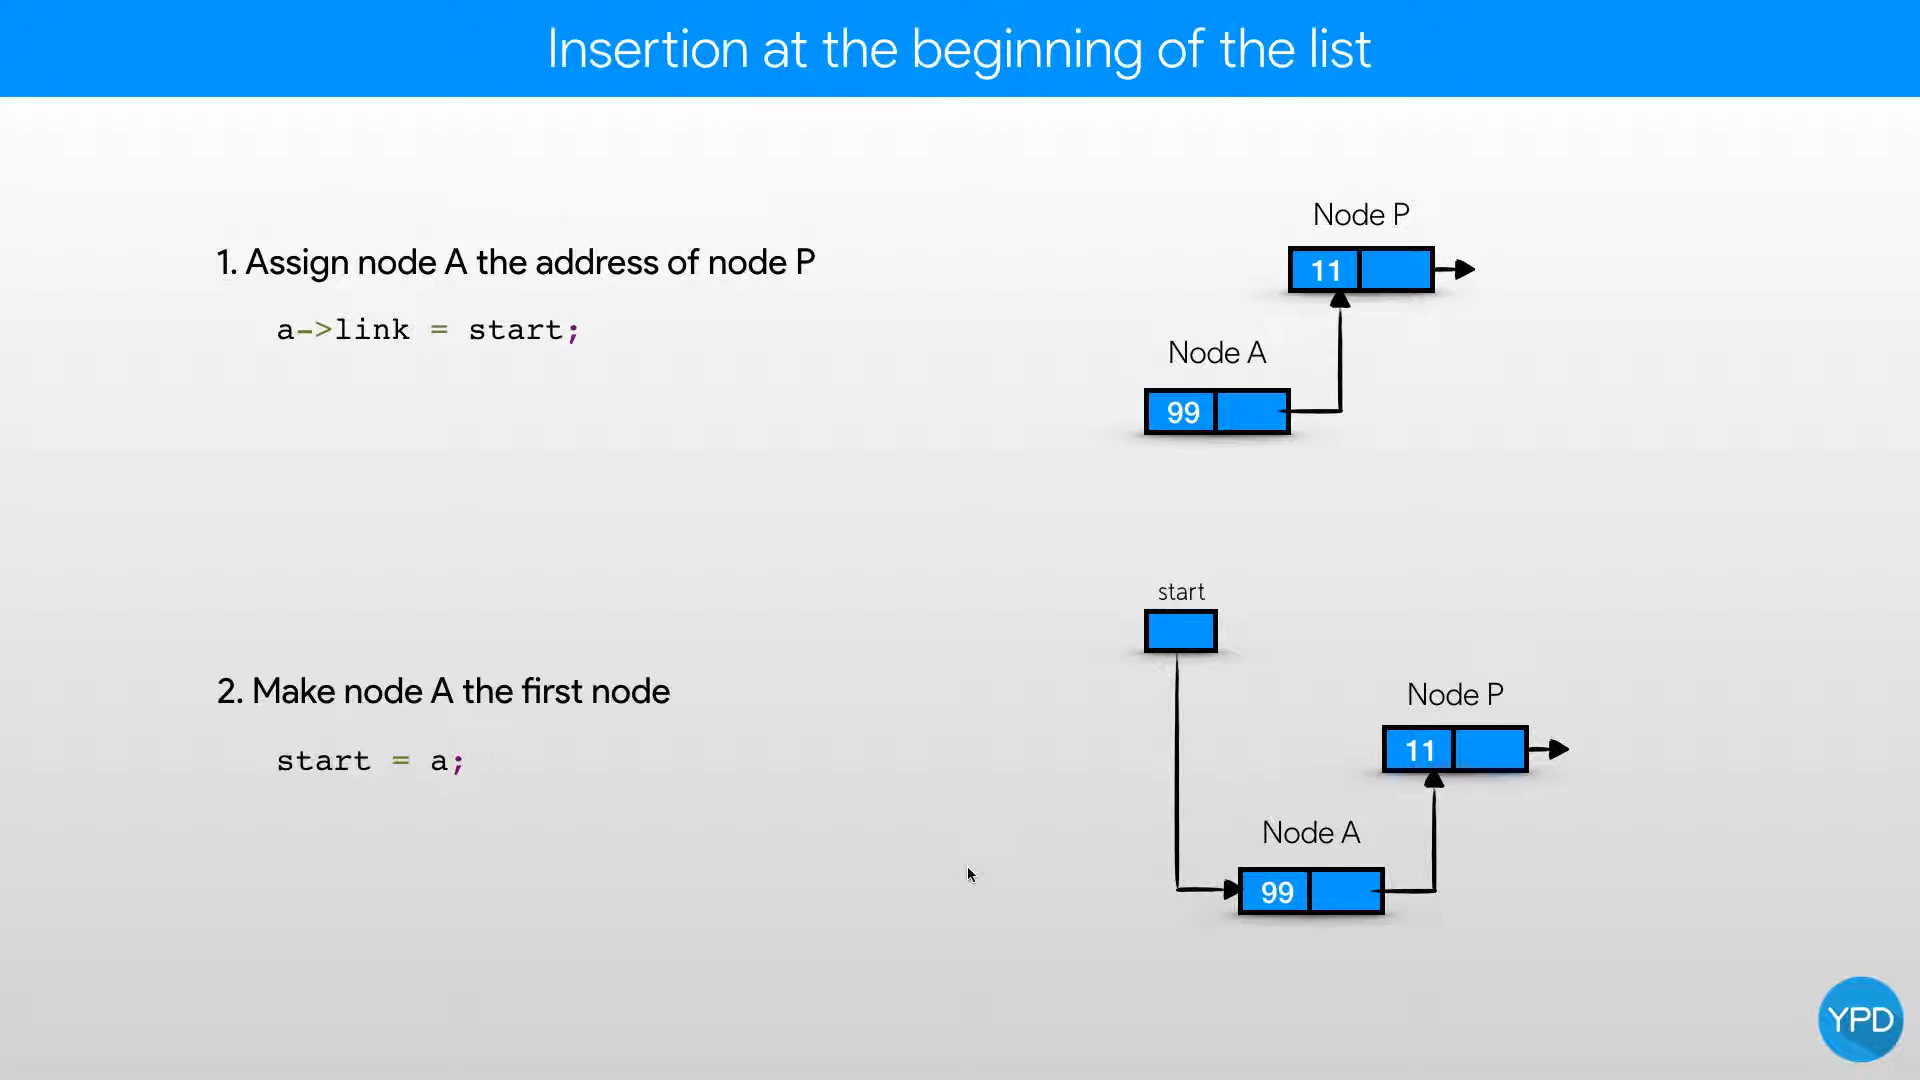 Insertion at the beginning of the list
1. Assign node A the address of node P
a->link = start;
Node P
11
Node A
99
2. Make node A the first node
start = a;
start
Node P
11
Node A
99
YPD